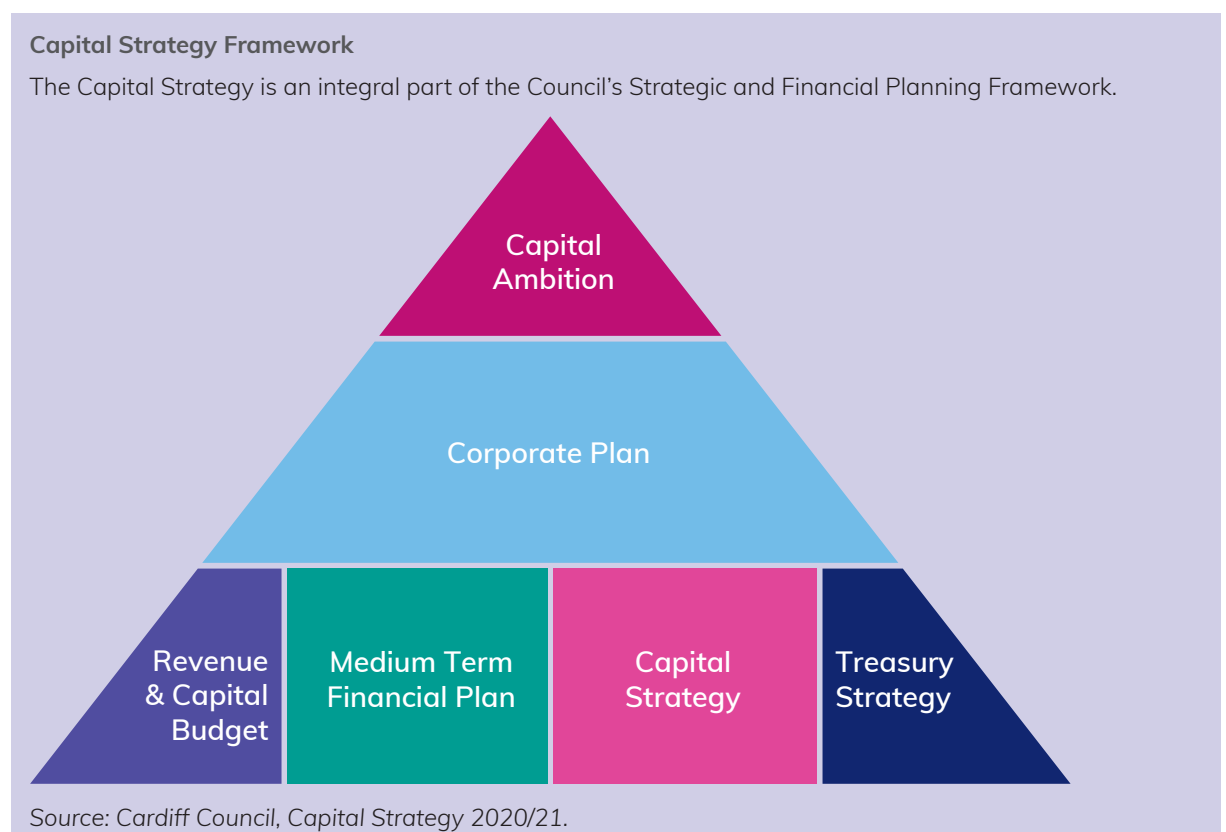 Capital Strategy Framework
The Capital Strategy is an integral part of the Council’s Strategic and Financial Planning Framework.
Capital
Ambition
Corporate Plan
Revenue
& Capital
Budget
Medium Term
Financial Plan
Capital
Strategy
Treasury
Strategy
Source: Cardiff Council, Capital Strategy 2020/21.